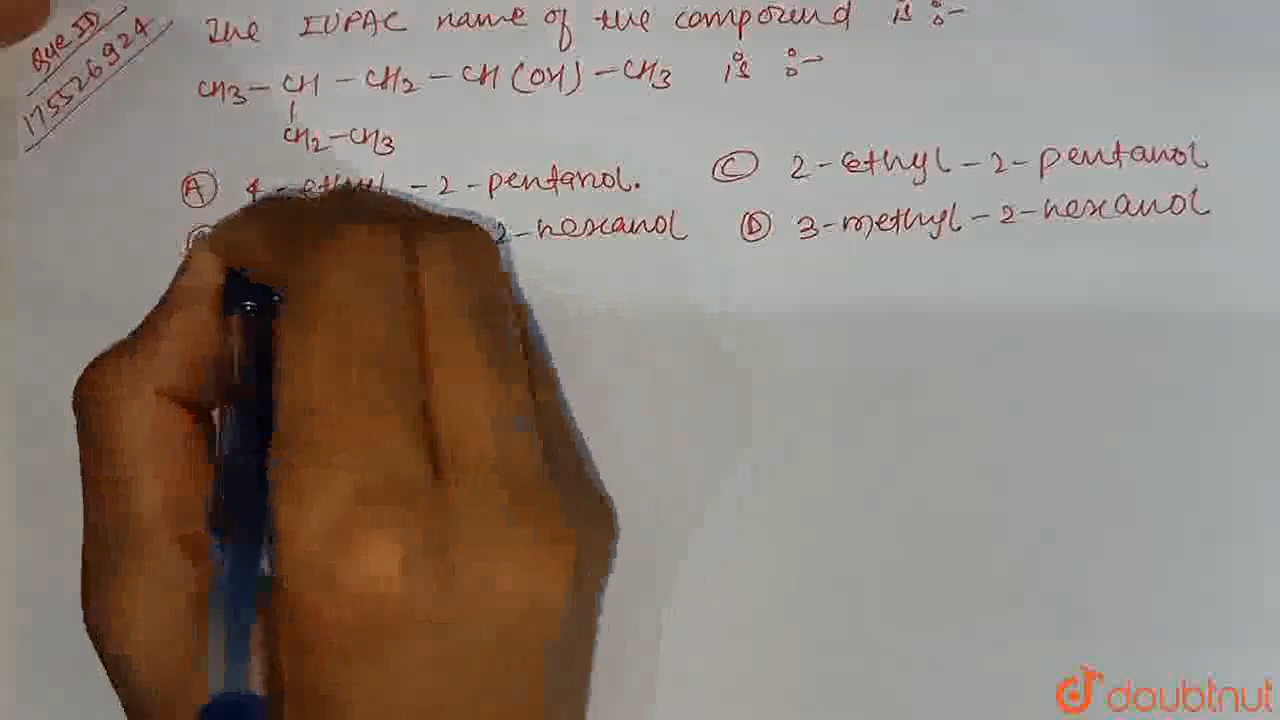 Que ID
175526924
The IUPAC name of the compound is :-
CH3 - CH - CH2 - CH (OH) - CH3 is :-
CH2 - CH3
(A) 4 - ethyl - 2 - pentanol.
(C) 2 - ethyl - 2 - pentanol
2 - hexanol
(D) 3 - methyl - 2 - hexanol
doubtnut